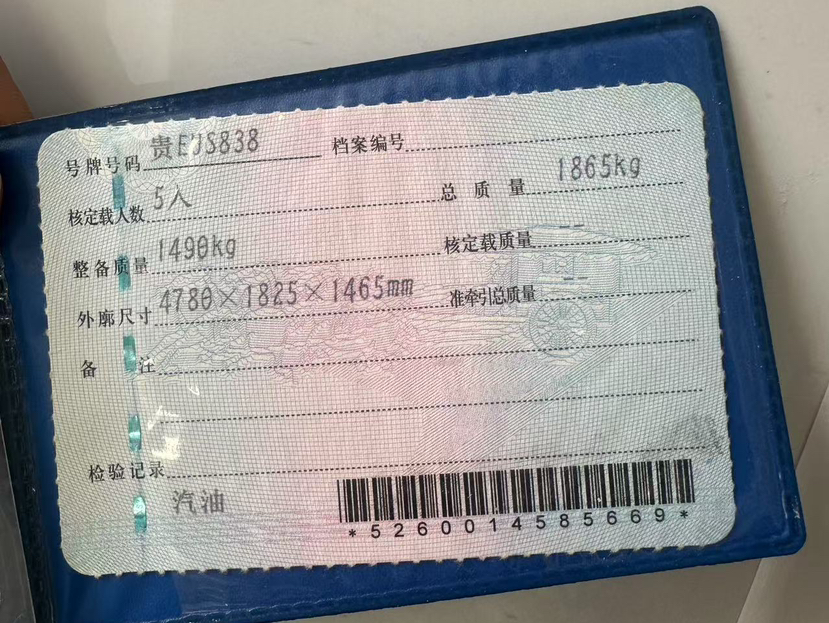 号牌号码 贵EJS838 档案编号
核定载人数 5人 总质量 1865kg
整备质量 1490kg 核定载质量 --
外廓尺寸 4780×1825×1465mm 准牵引总质量 --
备注
检验记录
汽油
*5260014585669*